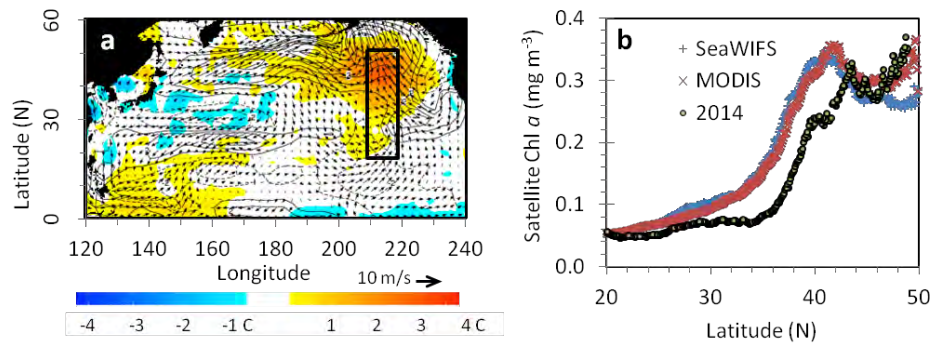 a
60
30
0
Latitude (N)
120 140 160 180 200 220 240
Longitude
10 m/s
-4 -3 -2 -1 C 1 2 3 4 C
b
SeaWIFS
MODIS
2014
0.4
0.3
0.2
0.1
0.0
Satellite Chl a (mg m⁻³)
20 30 40 50
Latitude (N)